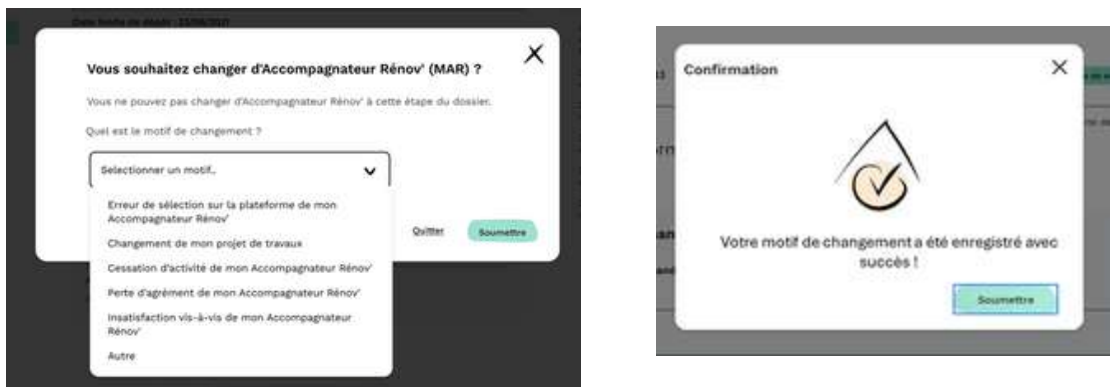 Date limite de dépôt : 23/06/2021
Vous souhaitez changer d'Accompagnateur Rénov' (MAR) ?
Vous ne pouvez pas changer d'Accompagnateur Rénov' à cette étape du dossier.
Quel est le motif de changement ?
Selectionner un motif..
Erreur de sélection sur la plateforme de mon
Accompagnateur Rénov'
Changement de mon projet de travaux
Cessation d'activité de mon Accompagnateur Rénov'
Perte d'agrément de mon Accompagnateur Rénov'
Insatisfaction vis-à-vis de mon Accompagnateur
Rénov'
Autre
Quitter
Soumettre
Confirmation
Votre motif de changement a été enregistré avec
succès !
Soumettre